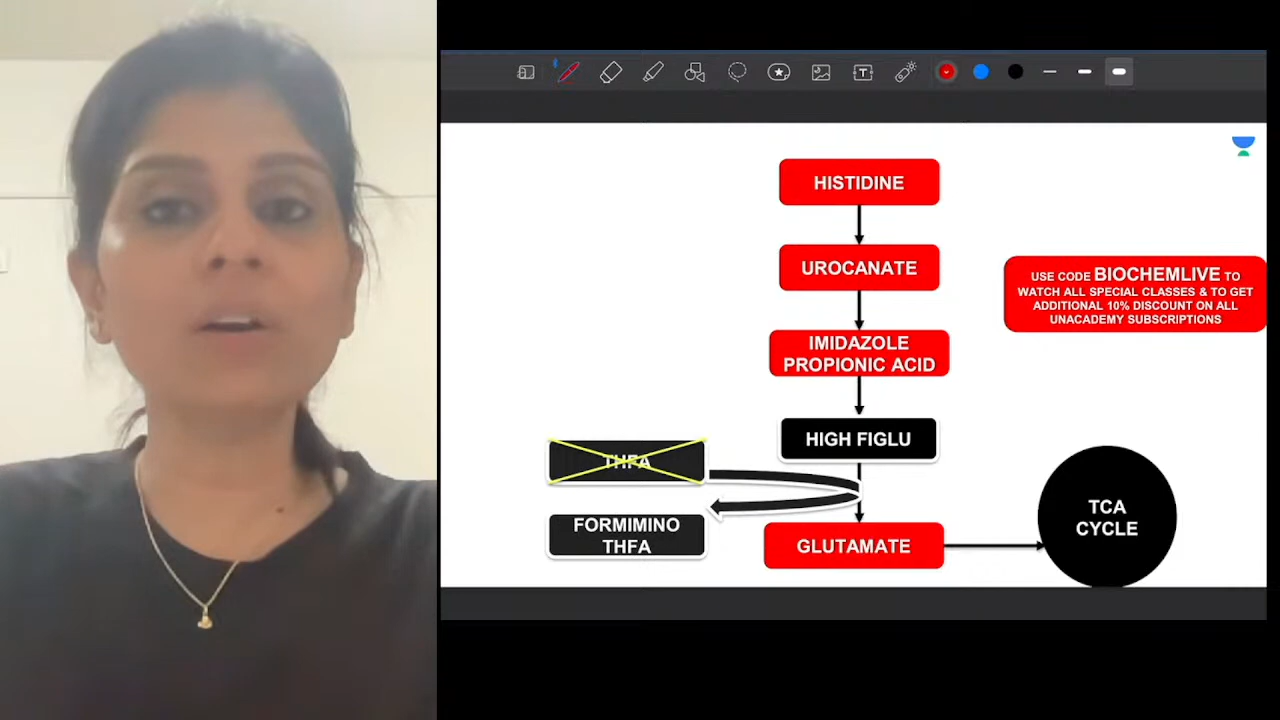 HISTIDINE
UROCANATE
USE CODE BIOCHEMLIVE TO
WATCH ALL SPECIAL CLASSES & TO GET
ADDITIONAL 10% DISCOUNT ON ALL
UNACADEMY SUBSCRIPTIONS
IMIDAZOLE
PROPIONIC ACID
HIGH FIGLU
THFA
FORMIMINO
THFA
GLUTAMATE
TCA
CYCLE